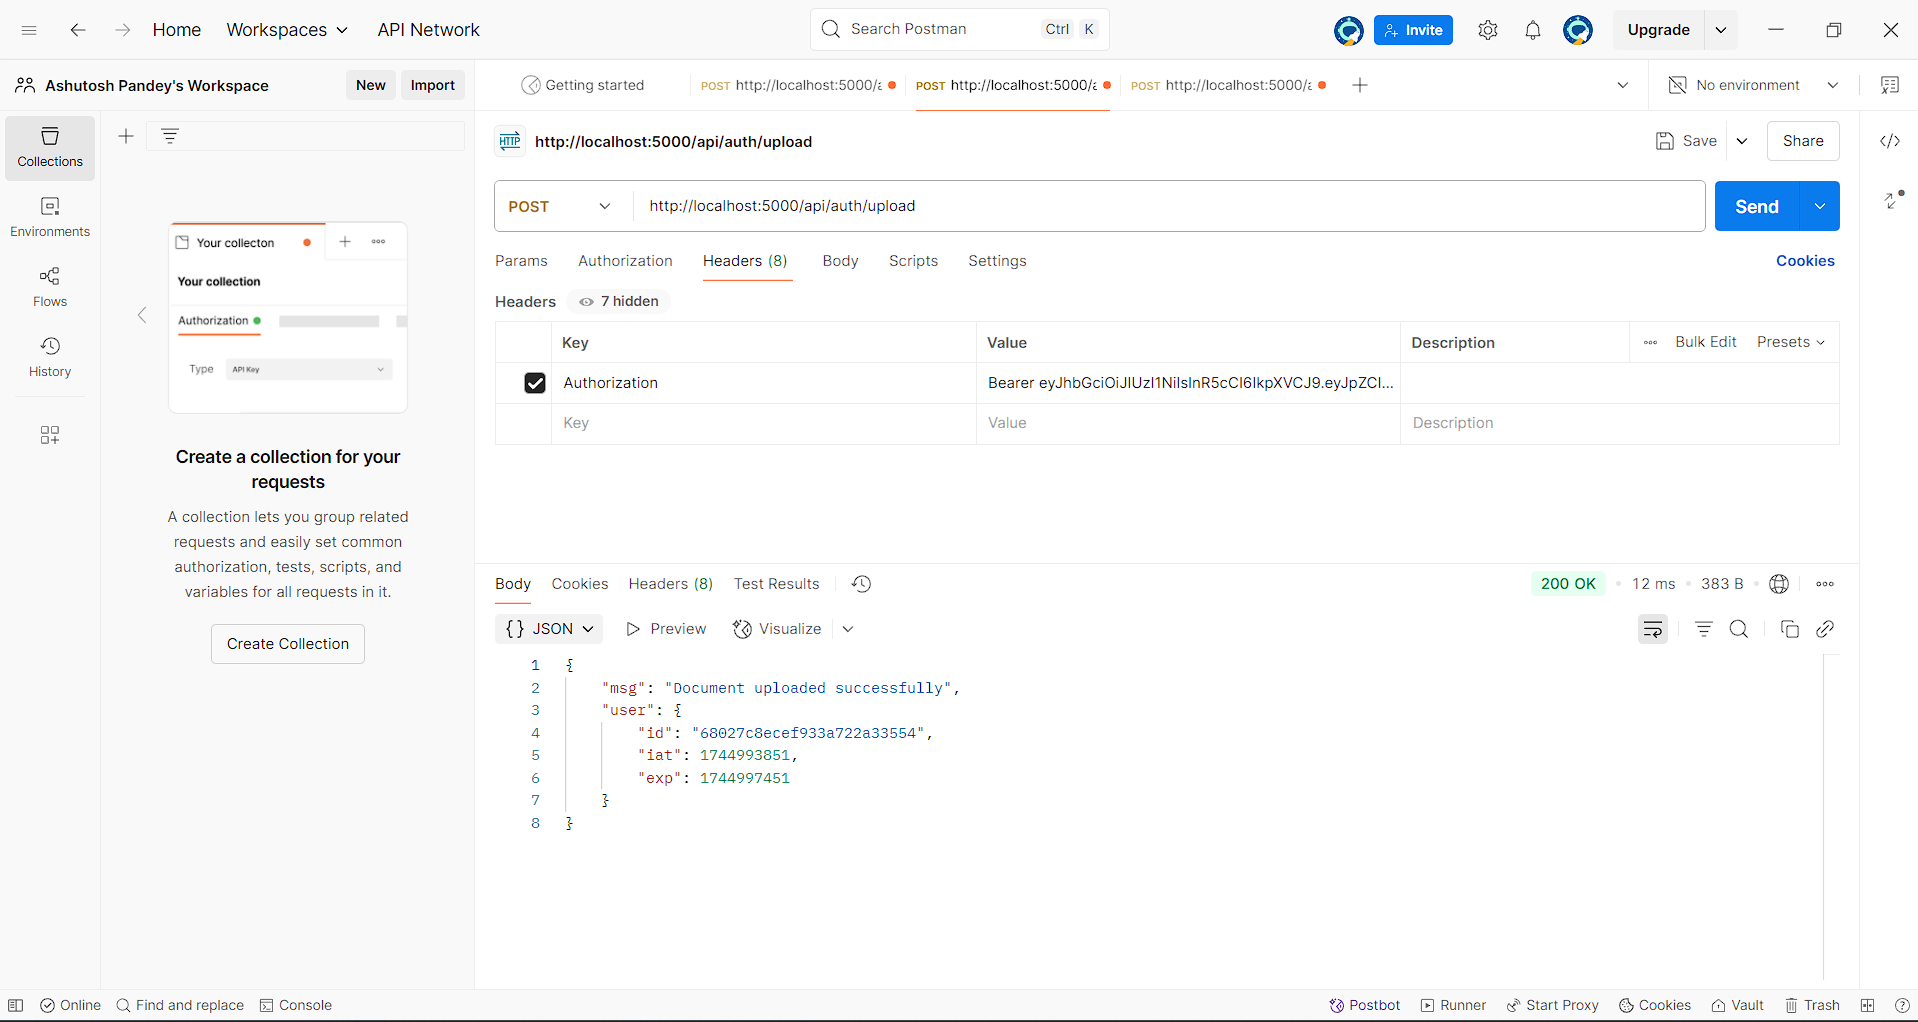 Home
Workspaces
API Network
Search Postman
Ctrl K
Invite
Upgrade
Ashutosh Pandey's Workspace
New
Import
Getting started
POST http://localhost:5000/a
POST http://localhost:5000/a
POST http://localhost:5000/a
No environment
Collections
Environments
Flows
History
Your collecton
Your collection
Authorization
Type
API Key
Create a collection for your
requests
A collection lets you group related
requests and easily set common
authorization, tests, scripts, and
variables for all requests in it.
Create Collection
HTTP
http://localhost:5000/api/auth/upload
Save
Share
POST
http://localhost:5000/api/auth/upload
Send
Params
Authorization
Headers (8)
Body
Scripts
Settings
Cookies
Headers
7 hidden
Key
Value
Description
Bulk Edit
Presets
Authorization
Bearer eyJhbGciOiJIUzI1NiIsInR5cCI6IkpXVCJ9.eyJpZCI...
Key
Value
Description
Body
Cookies
Headers (8)
Test Results
200 OK
12 ms
383 B
{} JSON
Preview
Visualize
1 {
2 "msg": "Document uploaded successfully",
3 "user": {
4 "id": "68027c8ecef933a722a33554",
5 "iat": 1744993851,
6 "exp": 1744997451
7 }
8 }
Online
Find and replace
Console
Postbot
Runner
Start Proxy
Cookies
Vault
Trash